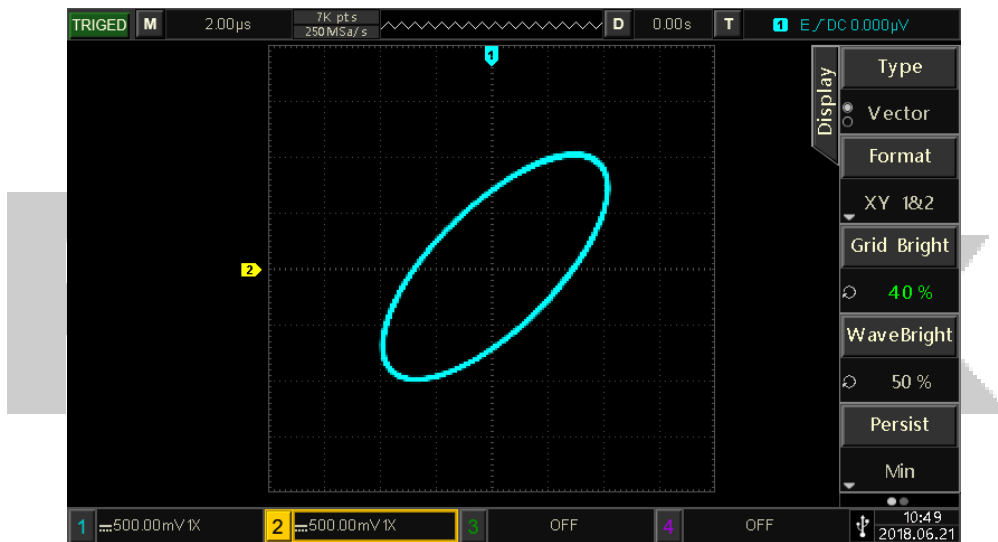 TRIGED M 2.00μs 7K pts D 0.00s T 1 E DC 0.000μV
250MSa/s
1
Display
Type
Vector
Format
XY 1&2
2
Grid Bright
40 %
WaveBright
50 %
Persist
Min
1 500.00mV 1X 2 500.00mV 1X 3 OFF 4 OFF 10:49
2018.06.21